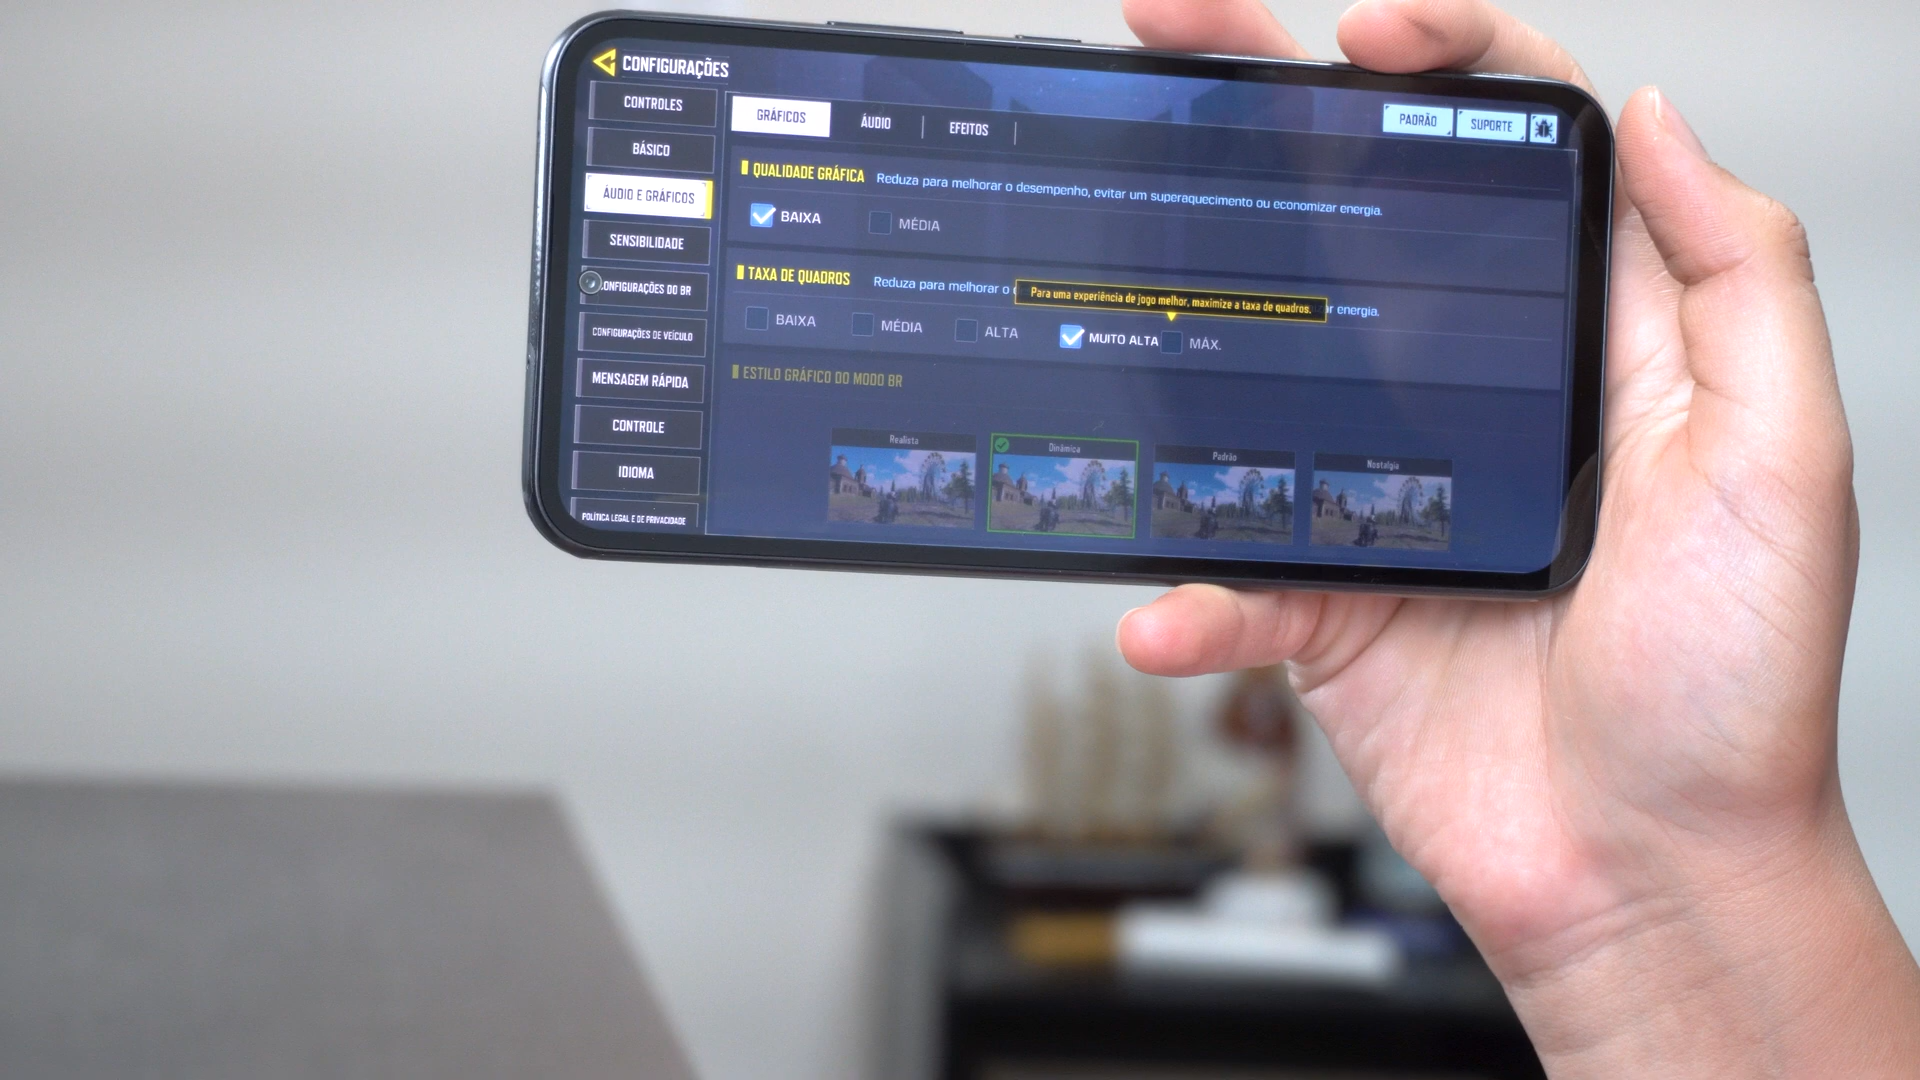 CONFIGURAÇÕES
CONTROLES
BÁSICO
ÁUDIO E GRÁFICOS
SENSIBILIDADE
ONFIGURAÇÕES DO BR
CONFIGURAÇÕES DE VEÍCULO
MENSAGEM RÁPIDA
CONTROLE
IDIOMA
POLÍTICA LEGAL E DE PRIVACIDADE
GRÁFICOS ÁUDIO EFEITOS
PADRÃO SUPORTE
QUALIDADE GRÁFICA Reduza para melhorar o desempenho, evitar um superaquecimento ou economizar energia.
BAIXA MÉDIA
TAXA DE QUADROS Reduza para melhorar o energia.
Para uma experiência de jogo melhor, maximize a taxa de quadros.
BAIXA MÉDIA ALTA MUITO ALTA MÁX.
ESTILO GRÁFICO DO MODO BR
Realista Dinâmica Padrão Nostalgia